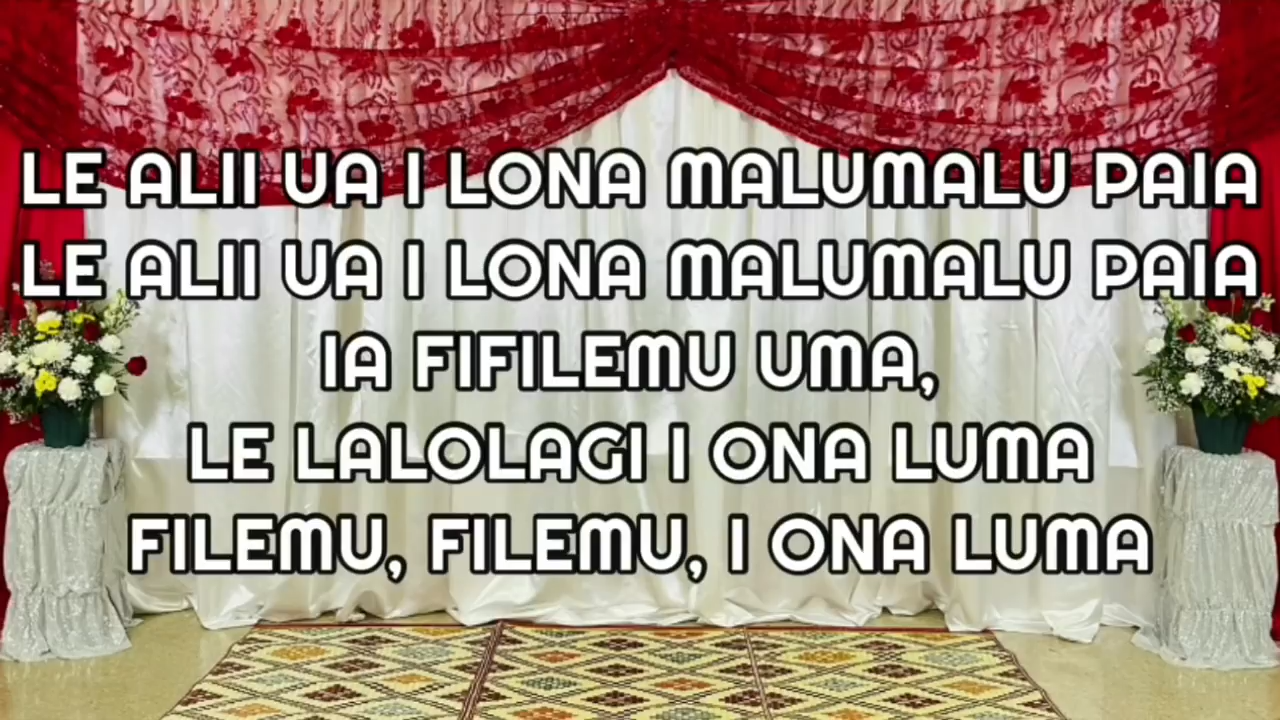 LE ALII UA I LONA MALUMALU PAIA
LE ALII UA I LONA MALUMALU PAIA
IA FIFILEMU UMA,
LE LALOLAGI I ONA LUMA
FILEMU, FILEMU, I ONA LUMA